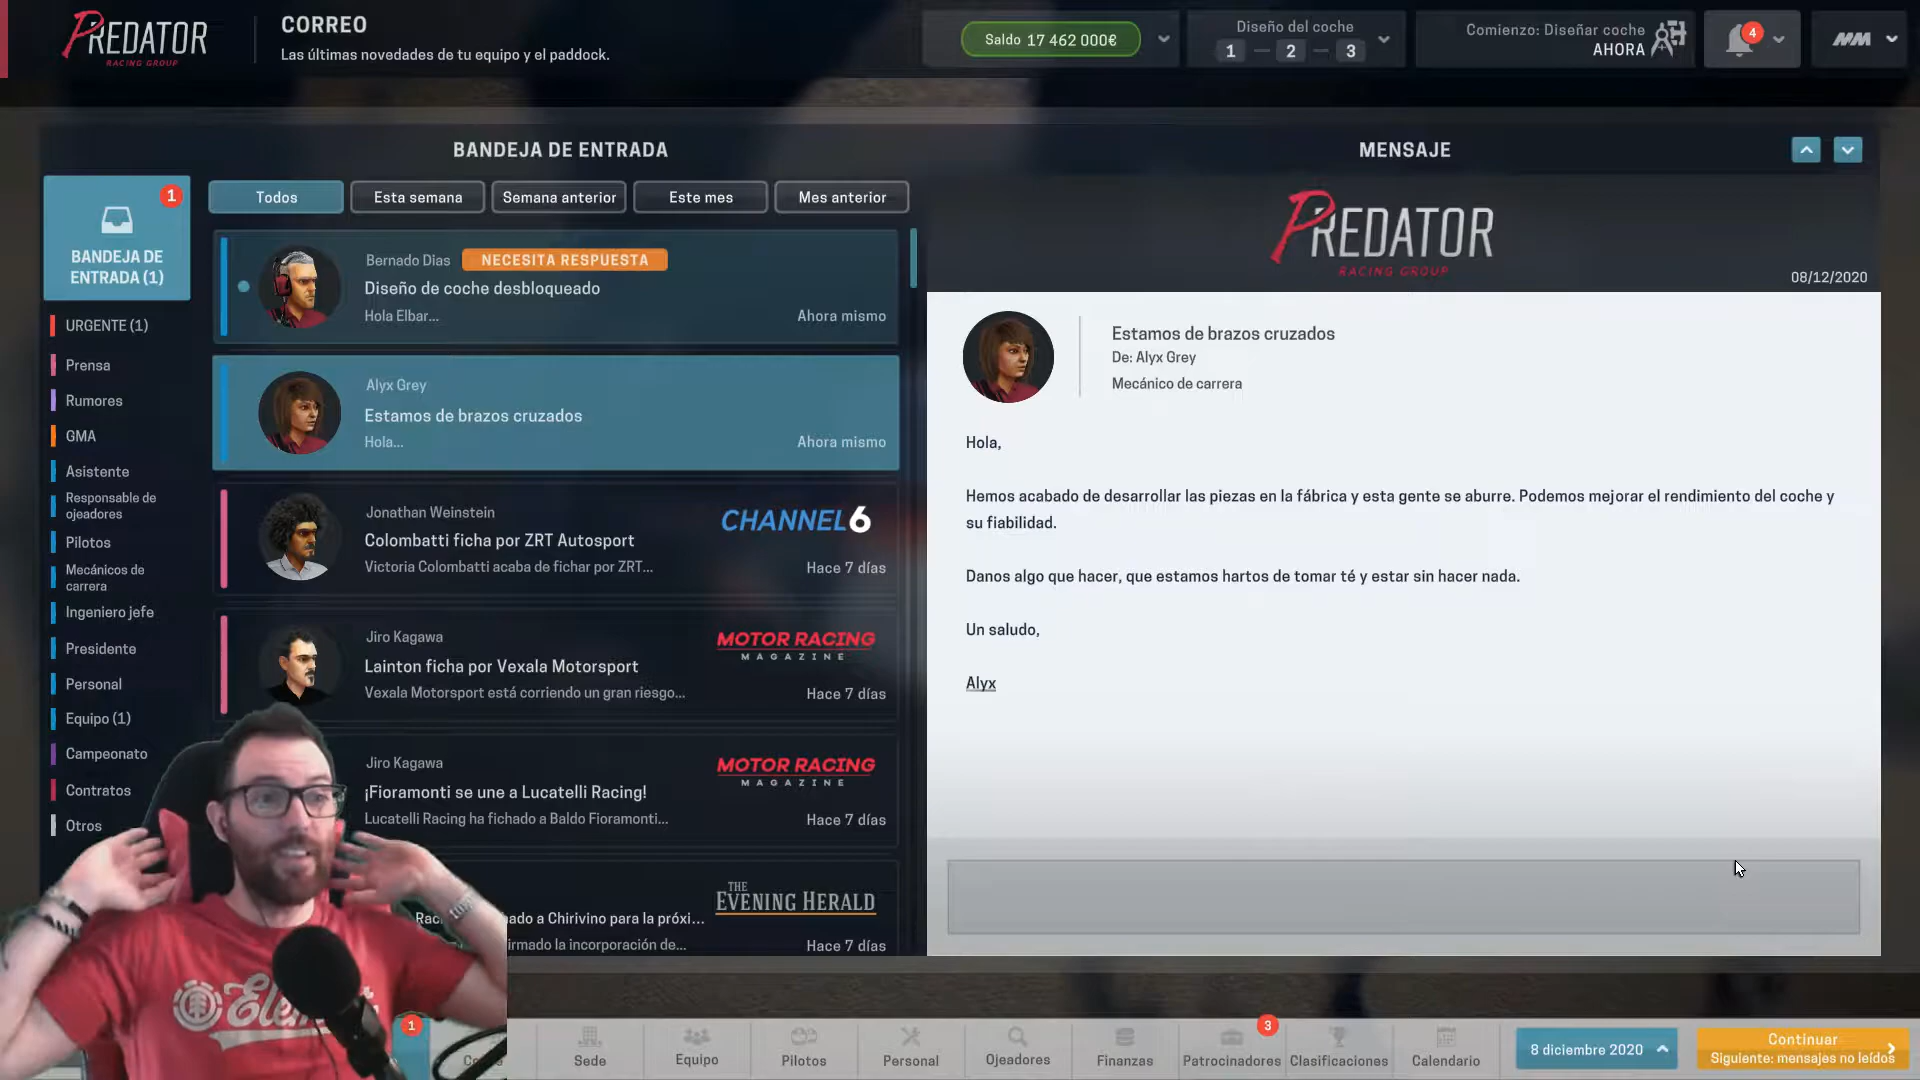 PREDATOR
RACING GROUP
CORREO
Las últimas novedades de tu equipo y el paddock.
Saldo 17 462 000€
Diseño del coche
1 — 2 — 3
Comienzo: Diseñar coche
AHORA
4
MM
BANDEJA DE ENTRADA
1
BANDEJA DE
ENTRADA (1)
URGENTE (1)
Prensa
Rumores
GMA
Asistente
Responsable de
ojeadores
Pilotos
Mecánicos de
carrera
Ingeniero jefe
Presidente
Personal
Equipo (1)
Campeonato
Contratos
Otros
Todos
Esta semana
Semana anterior
Este mes
Mes anterior
Bernado Dias
NECESITA RESPUESTA
Diseño de coche desbloqueado
Hola Elbar...
Ahora mismo
Alyx Grey
Estamos de brazos cruzados
Hola...
Ahora mismo
Jonathan Weinstein
Colombatti ficha por ZRT Autosport
Victoria Colombatti acaba de fichar por ZRT...
CHANNEL6
Hace 7 días
Jiro Kagawa
Lainton ficha por Vexala Motorsport
Vexala Motorsport está corriendo un gran riesgo...
MOTOR RACING
MAGAZINE
Hace 7 días
Jiro Kagawa
¡Fioramonti se une a Lucatelli Racing!
Lucatelli Racing ha fichado a Baldo Fioramonti...
MOTOR RACING
MAGAZINE
Hace 7 días
a Chirivino para la próxi...
la incorporación de...
THE
EVENING HERALD
Hace 7 días
MENSAJE
PREDATOR
RACING GROUP
08/12/2020
Estamos de brazos cruzados
De: Alyx Grey
Mecánico de carrera
Hola,
Hemos acabado de desarrollar las piezas en la fábrica y esta gente se aburre. Podemos mejorar el rendimiento del coche y
su fiabilidad.
Danos algo que hacer, que estamos hartos de tomar té y estar sin hacer nada.
Un saludo,
Alyx
1
Sede
Equipo
Pilotos
Personal
Ojeadores
Finanzas
3
Patrocinadores
Clasificaciones
Calendario
8 diciembre 2020
Continuar
Siguiente: mensajes no leídos